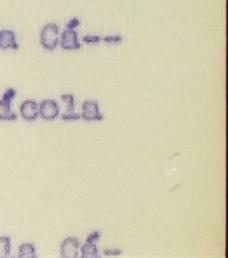 a Cá--
ícola
la Cá-